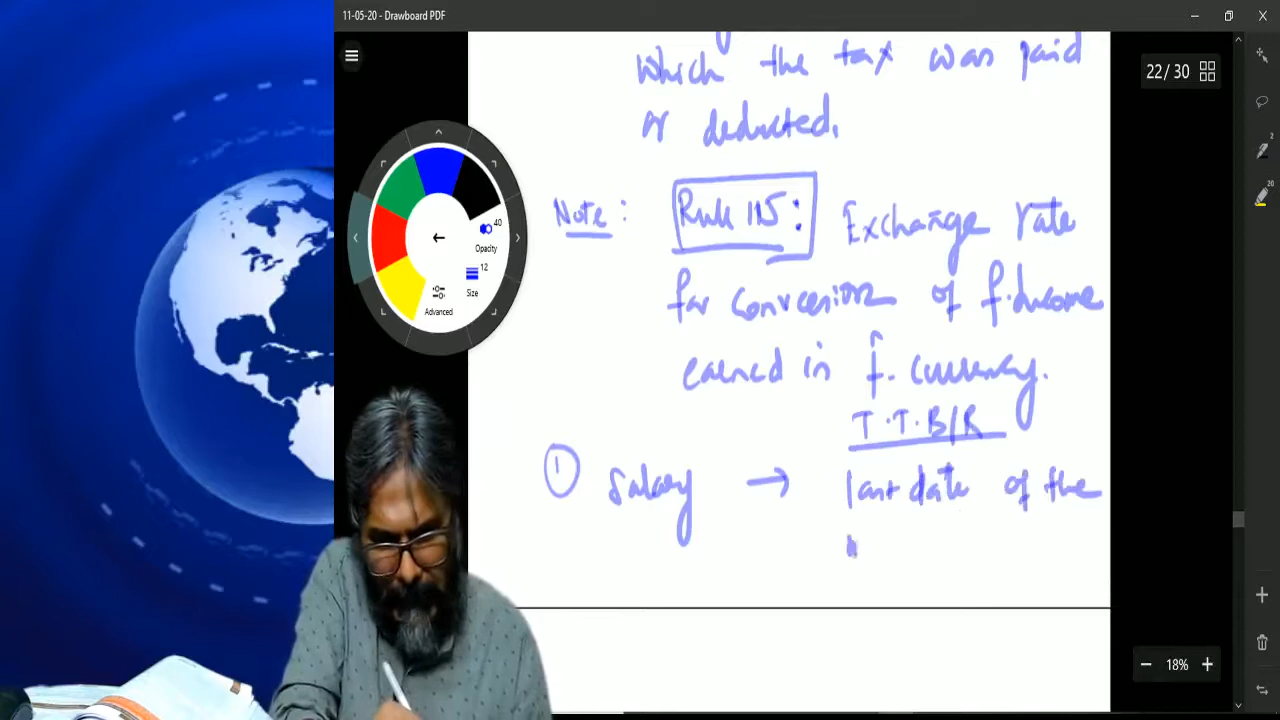 11-05-20 - Drawboard PDF
22/ 30
which the tax was paid
or deducted.
Note : Rule 115: Exchange rate
for conversion of f. Income
earned in f. currency.
T.T.B/R
① Salary → last date of the
40
Opacity
12
Size
Advanced
2
20
18%